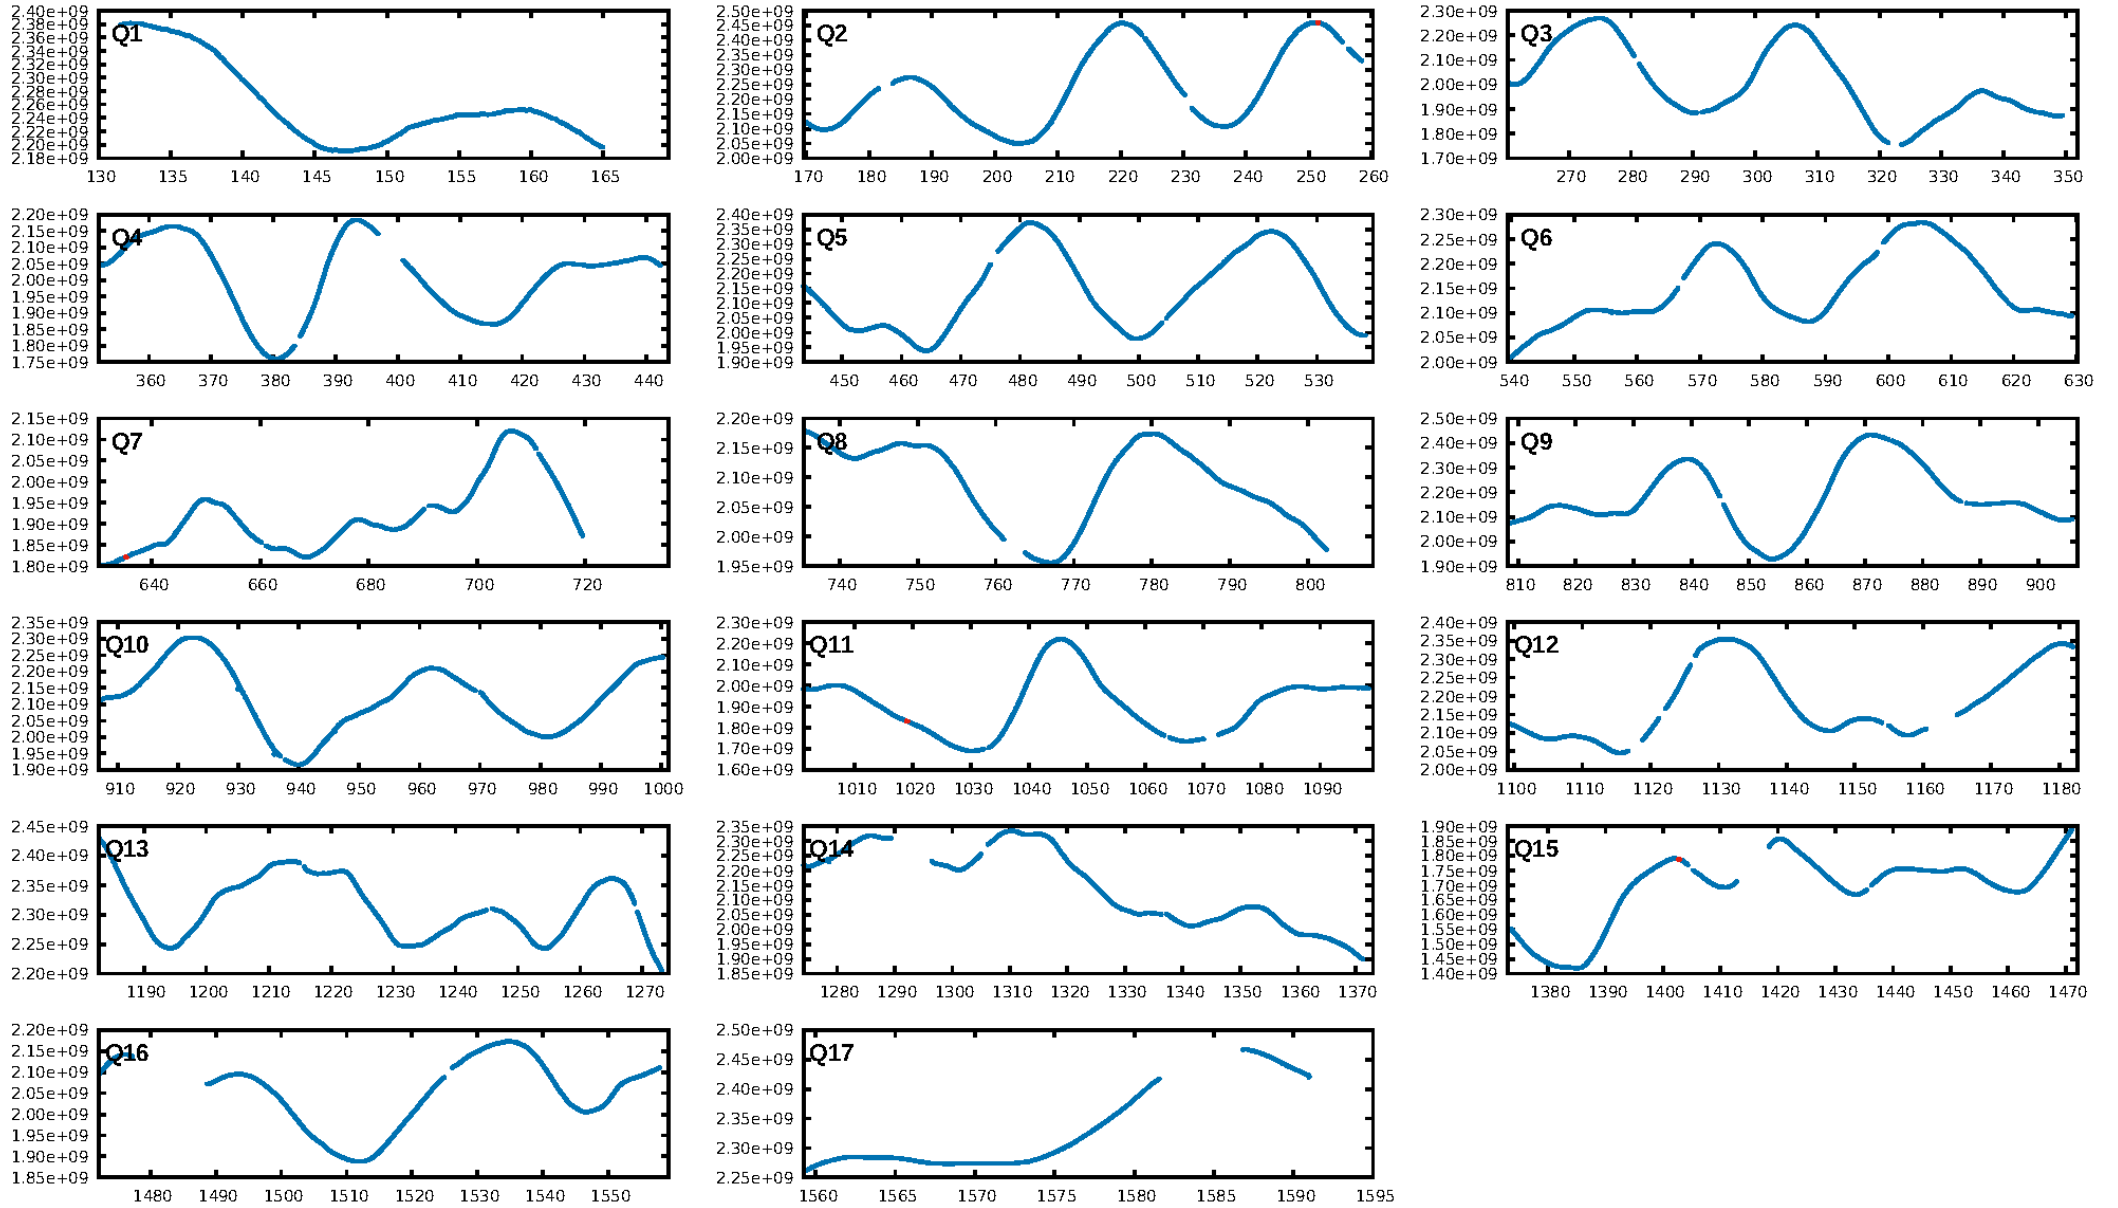 Q1
2.40e+09
2.38e+09
2.36e+09
2.34e+09
2.32e+09
2.30e+09
2.28e+09
2.26e+09
2.24e+09
2.22e+09
2.20e+09
2.18e+09
130 135 140 145 150 155 160 165
Q2
2.50e+09
2.45e+09
2.40e+09
2.35e+09
2.30e+09
2.25e+09
2.20e+09
2.15e+09
2.10e+09
2.05e+09
2.00e+09
170 180 190 200 210 220 230 240 250 260
Q3
2.30e+09
2.20e+09
2.10e+09
2.00e+09
1.90e+09
1.80e+09
1.70e+09
270 280 290 300 310 320 330 340 350
Q4
2.20e+09
2.15e+09
2.10e+09
2.05e+09
2.00e+09
1.95e+09
1.90e+09
1.85e+09
1.80e+09
1.75e+09
360 370 380 390 400 410 420 430 440
Q5
2.40e+09
2.35e+09
2.30e+09
2.25e+09
2.20e+09
2.15e+09
2.10e+09
2.05e+09
2.00e+09
1.95e+09
1.90e+09
450 460 470 480 490 500 510 520 530
Q6
2.30e+09
2.25e+09
2.20e+09
2.15e+09
2.10e+09
2.05e+09
2.00e+09
540 550 560 570 580 590 600 610 620 630
Q7
2.15e+09
2.10e+09
2.05e+09
2.00e+09
1.95e+09
1.90e+09
1.85e+09
1.80e+09
640 660 680 700 720
Q8
2.20e+09
2.15e+09
2.10e+09
2.05e+09
2.00e+09
1.95e+09
740 750 760 770 780 790 800
Q9
2.50e+09
2.40e+09
2.30e+09
2.20e+09
2.10e+09
2.00e+09
1.90e+09
810 820 830 840 850 860 870 880 890 900
Q10
2.35e+09
2.30e+09
2.25e+09
2.20e+09
2.15e+09
2.10e+09
2.05e+09
2.00e+09
1.95e+09
1.90e+09
910 920 930 940 950 960 970 980 990 1000
Q11
2.30e+09
2.20e+09
2.10e+09
2.00e+09
1.90e+09
1.80e+09
1.70e+09
1.60e+09
1010 1020 1030 1040 1050 1060 1070 1080 1090
Q12
2.40e+09
2.35e+09
2.30e+09
2.25e+09
2.20e+09
2.15e+09
2.10e+09
2.05e+09
2.00e+09
1100 1110 1120 1130 1140 1150 1160 1170 1180
Q13
2.45e+09
2.40e+09
2.35e+09
2.30e+09
2.25e+09
2.20e+09
1190 1200 1210 1220 1230 1240 1250 1260 1270
Q14
2.35e+09
2.30e+09
2.25e+09
2.20e+09
2.15e+09
2.10e+09
2.05e+09
2.00e+09
1.95e+09
1.90e+09
1.85e+09
1280 1290 1300 1310 1320 1330 1340 1350 1360 1370
Q15
1.90e+09
1.85e+09
1.80e+09
1.75e+09
1.70e+09
1.65e+09
1.60e+09
1.55e+09
1.50e+09
1.45e+09
1.40e+09
1380 1390 1400 1410 1420 1430 1440 1450 1460 1470
Q16
2.20e+09
2.15e+09
2.10e+09
2.05e+09
2.00e+09
1.95e+09
1.90e+09
1.85e+09
1480 1490 1500 1510 1520 1530 1540 1550
Q17
2.50e+09
2.45e+09
2.40e+09
2.35e+09
2.30e+09
2.25e+09
1560 1565 1570 1575 1580 1585 1590 1595